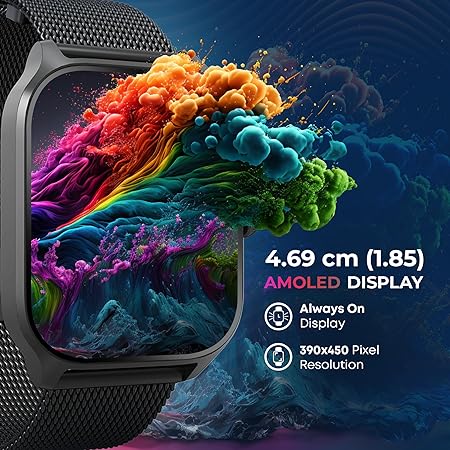 4.69 cm (1.85)
AMOLED DISPLAY
Always On
Display
390x450 Pixel
Resolution